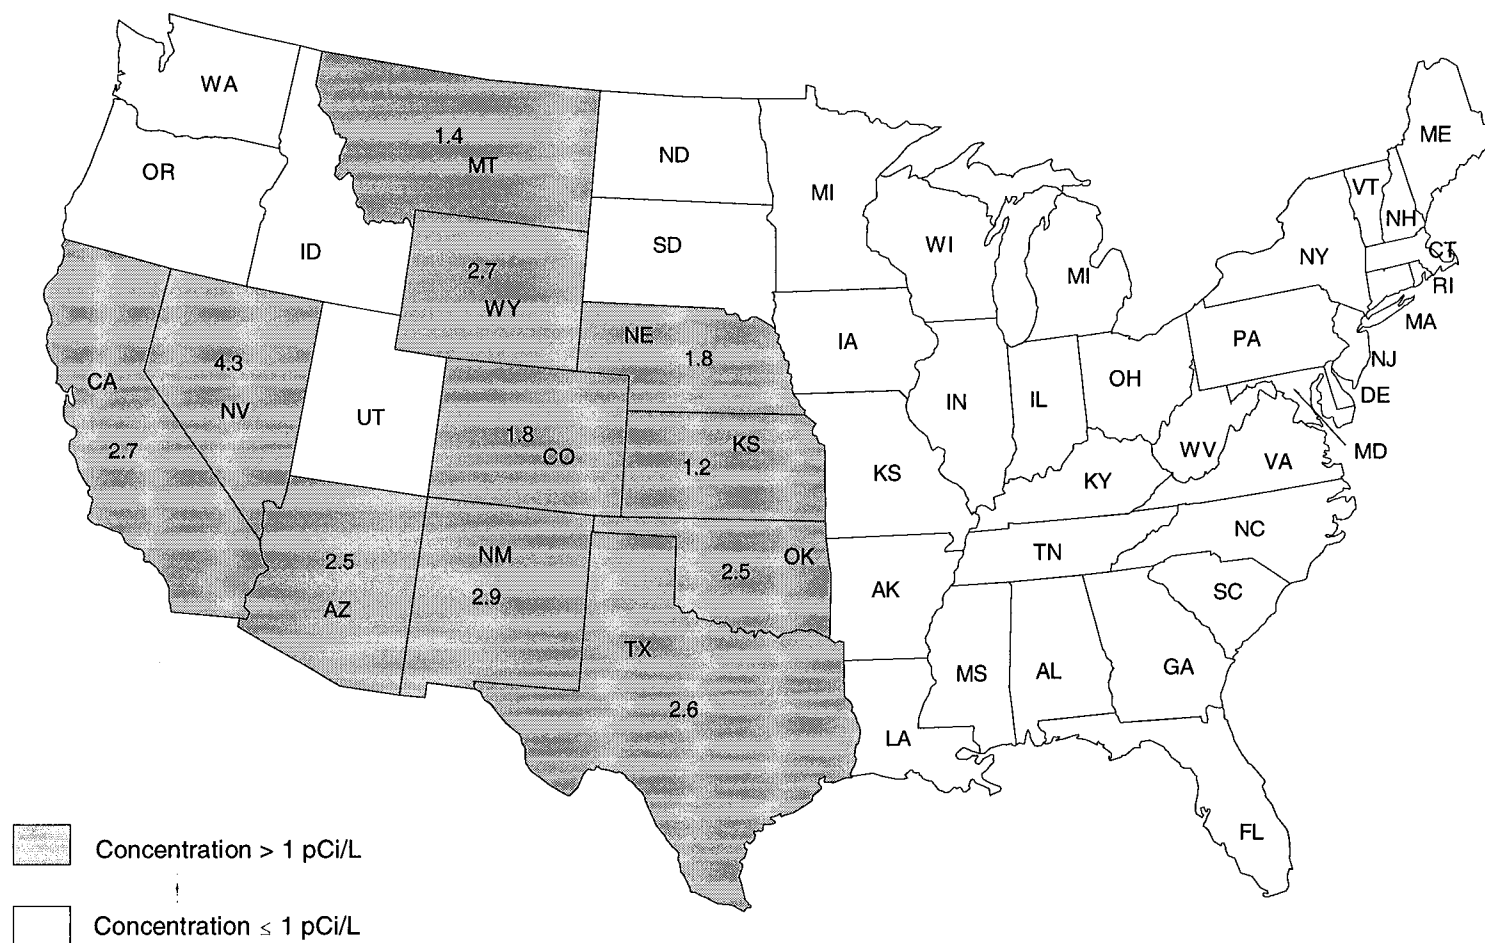 WA
ME
1.4
MT
ND
OR
VT
MI
NH
SD
WI
CT
ID
NY
2.7
MI
RI
WY
MA
NE
1.8
IA
PA
NJ
4.3
CA
OH
DE
NV
IN
IL
UT
1.8
KS
2.7
CO
1.2
WV
MD
KS
VA
KY
NC
NM
TN
2.5
OK
2.5
AK
2.9
SC
AZ
TX
GA
MS
AL
2.6
LA
FL
Concentration > 1 pCi/L
Concentration ≤ 1 pCi/L